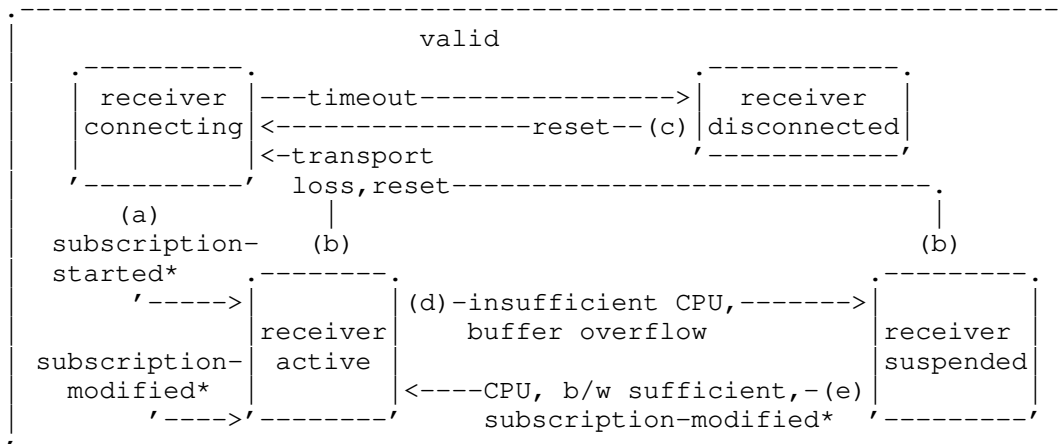 .-----------------------------------------------------------------
| valid
| .----------. .------------.
| | receiver |---timeout---------------->| receiver |
| |connecting|<----------------reset--(c)|disconnected|
| | |<-transport '------------'
| '----------' loss,reset------------------------------.
| (a) | |
| subscription- (b) (b)
| started* .--------. .---------.
| '----->| |(d)-insufficient CPU,------->| |
| |receiver| buffer overflow |receiver |
| subscription-| active | |suspended|
| modified* | |<----CPU, b/w sufficient,-(e)| |
| '---->'--------' subscription-modified* '---------'
'